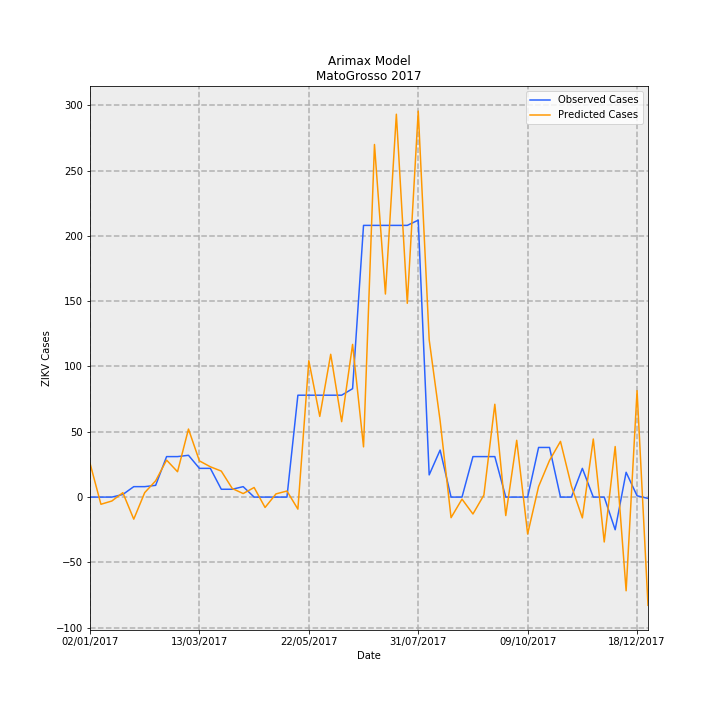 Arimax Model
MatoGrosso 2017
Observed Cases
Predicted Cases
300
250
200
150
100
50
0
−50
−100
ZIKV Cases
02/01/2017 13/03/2017 22/05/2017 31/07/2017 09/10/2017 18/12/2017
Date